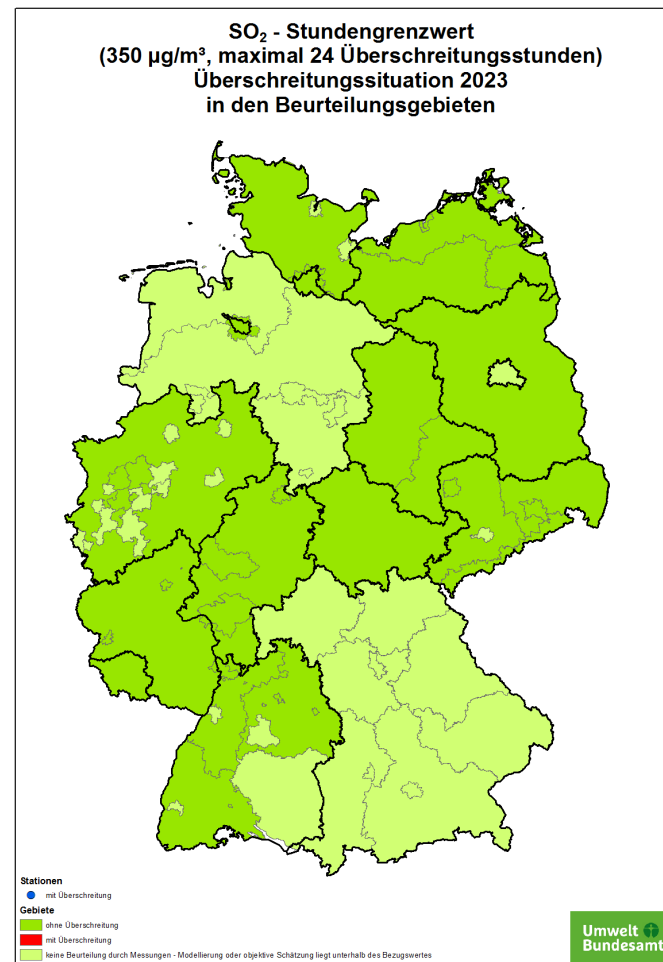 SO₂ - Stundengrenzwert
(350 µg/m³, maximal 24 Überschreitungsstunden)
Überschreitungssituation 2023
in den Beurteilungsgebieten
Stationen
mit Überschreitung
Gebiete
ohne Überschreitung
mit Überschreitung
keine Beurteilung durch Messungen - Modellierung oder objektive Schätzung liegt unterhalb des Bezugswertes
Umwelt
Bundesamt